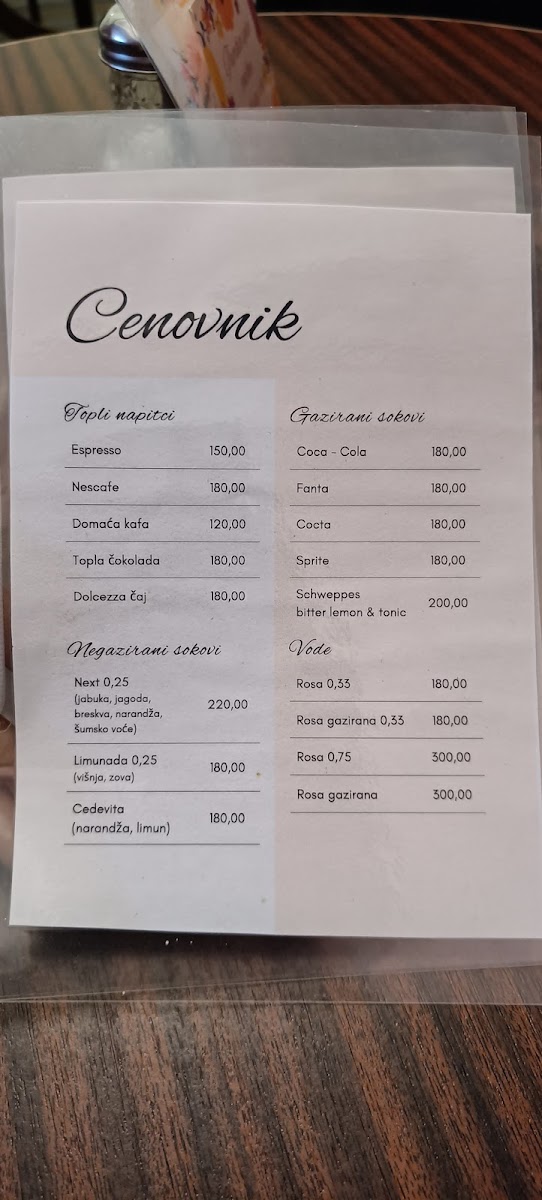 Cenovnik
Topli napitci
Espresso 150,00
Nescafe 180,00
Domaća kafa 120,00
Topla čokolada 180,00
Dolcezza čaj 180,00
Negazirani sokovi
Next 0,25
(jabuka, jagoda,
breskva, narandža, 220,00
šumsko voće)
Limunada 0,25
(višnja, zova) 180,00
Cedevita
(narandža, limun) 180,00
Gazirani sokovi
Coca - Cola 180,00
Fanta 180,00
Cocta 180,00
Sprite 180,00
Schweppes
bitter lemon & tonic 200,00
Vode
Rosa 0,33 180,00
Rosa gazirana 0,33 180,00
Rosa 0,75 300,00
Rosa gazirana 300,00